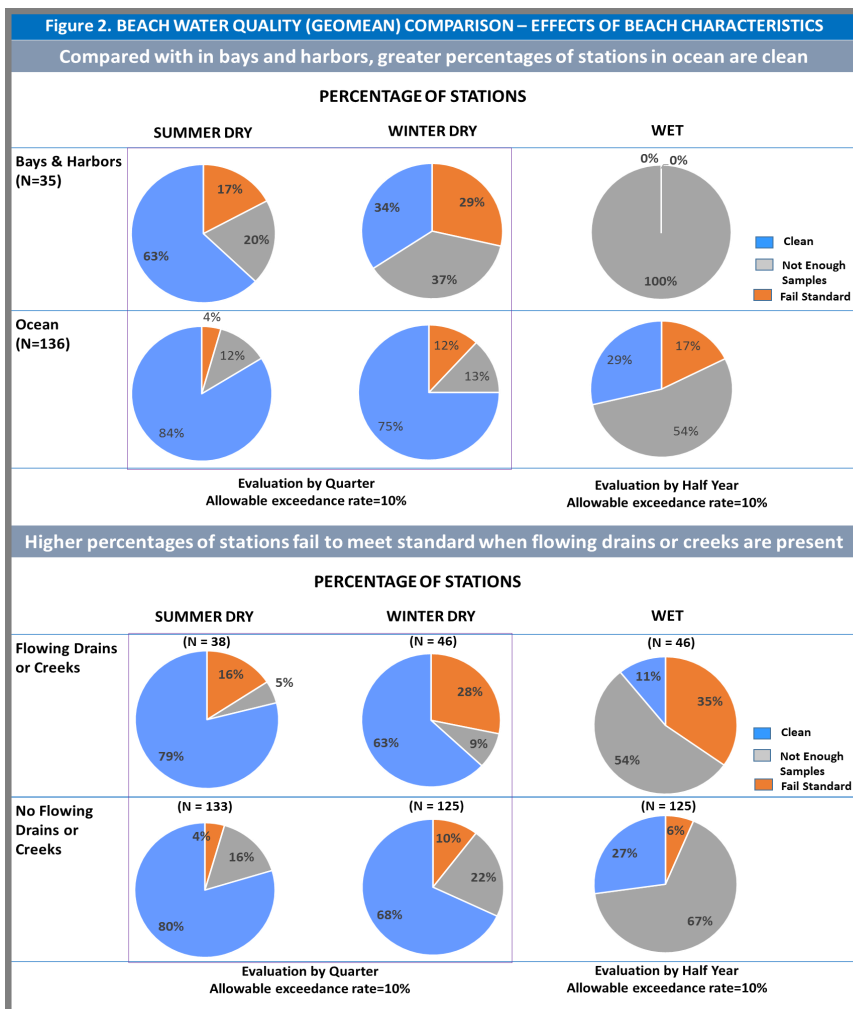 Figure 2. BEACH WATER QUALITY (GEOMEAN) COMPARISON – EFFECTS OF BEACH CHARACTERISTICS
Compared with in bays and harbors, greater percentages of stations in ocean are clean
PERCENTAGE OF STATIONS
SUMMER DRY
WINTER DRY
WET
Bays & Harbors
(N=35)
17%
20%
63%
29%
37%
34%
0%
0%
100%
Clean
Not Enough
Samples
Fail Standard
Ocean
(N=136)
4%
12%
84%
12%
13%
75%
17%
54%
29%
Evaluation by Quarter
Allowable exceedance rate=10%
Evaluation by Half Year
Allowable exceedance rate=10%
Higher percentages of stations fail to meet standard when flowing drains or creeks are present
PERCENTAGE OF STATIONS
SUMMER DRY
WINTER DRY
WET
Flowing Drains
or Creeks
(N = 38)
16%
5%
79%
(N = 46)
28%
9%
63%
(N = 46)
35%
54%
11%
Clean
Not Enough
Samples
Fail Standard
No Flowing
Drains or
Creeks
(N = 133)
4%
16%
80%
(N = 125)
10%
22%
68%
(N = 125)
6%
67%
27%
Evaluation by Quarter
Allowable exceedance rate=10%
Evaluation by Half Year
Allowable exceedance rate=10%